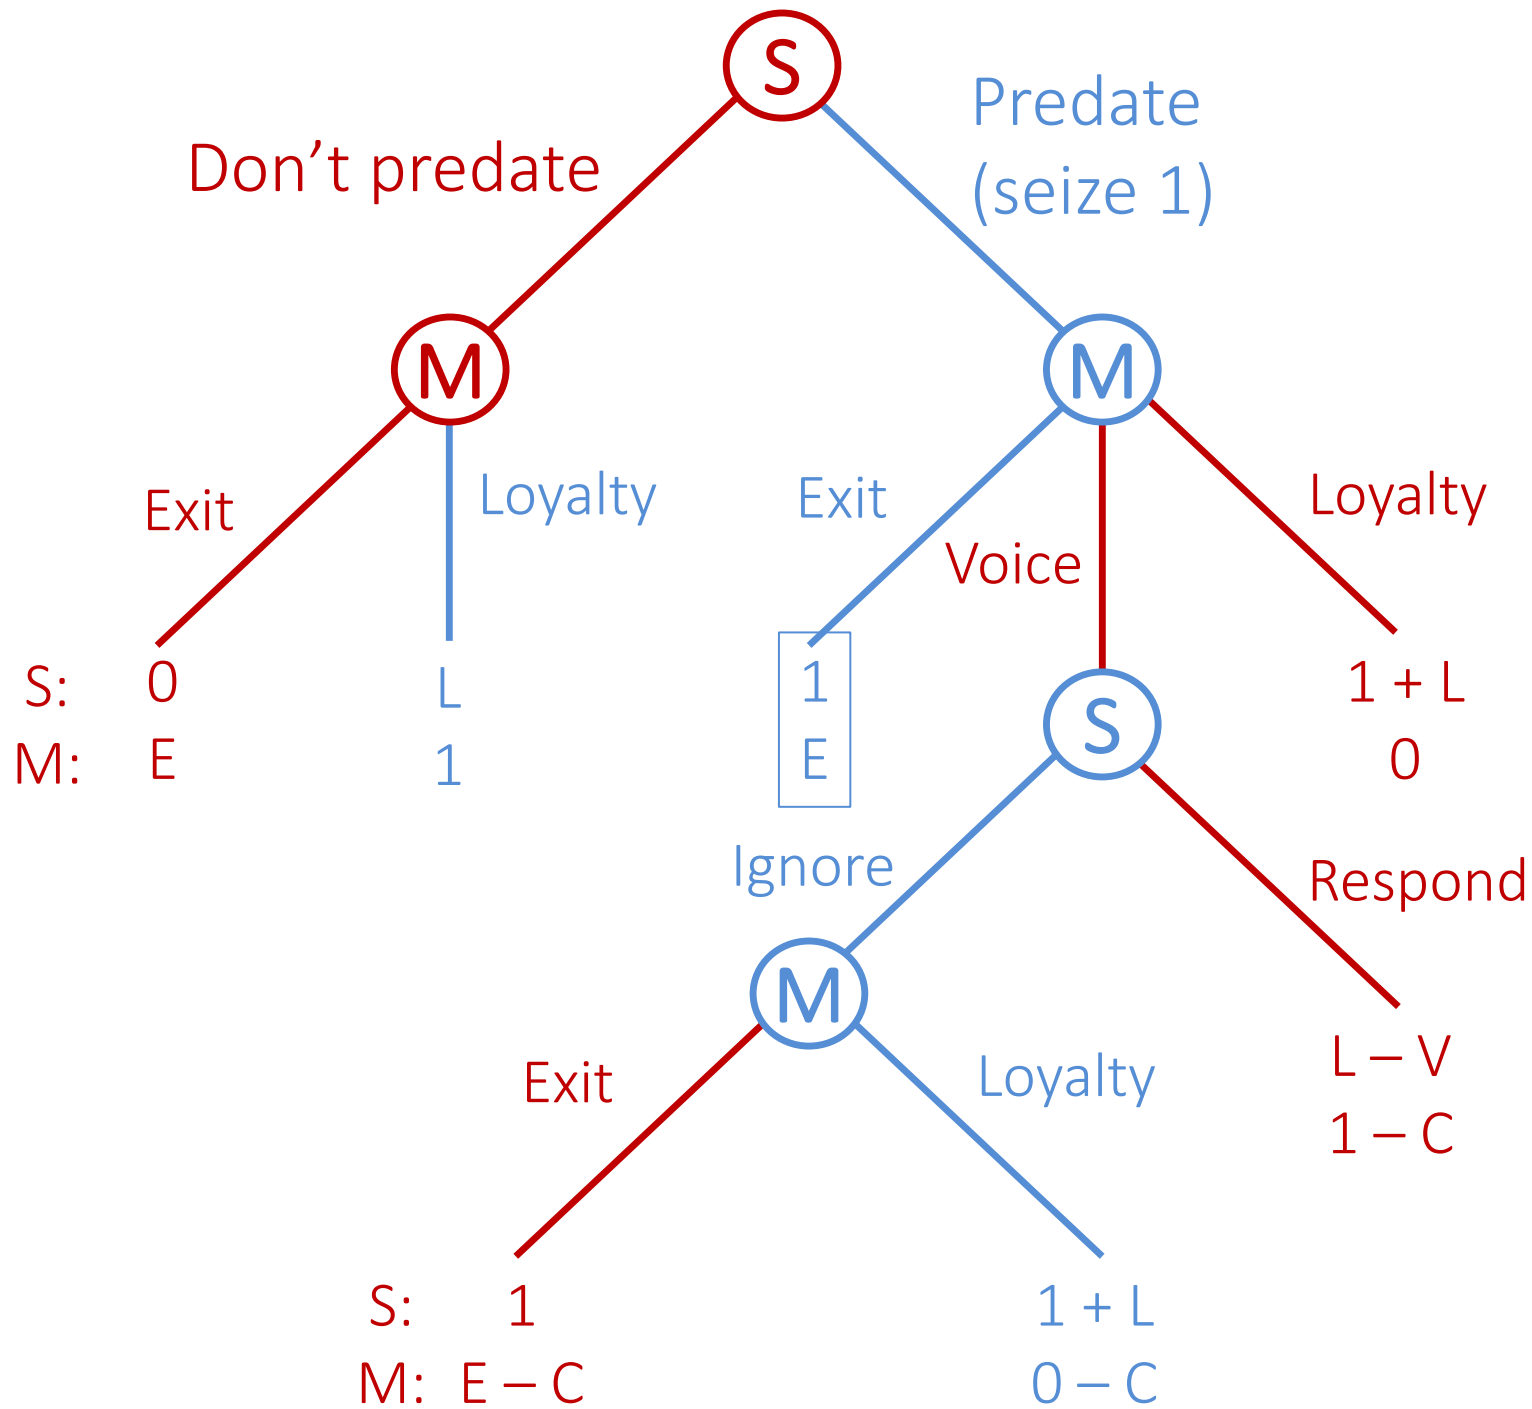 S
Predate
(seize 1)
Don't predate
M
M
Exit
Loyalty
Exit
Voice
Loyalty
S: 0 L 1 1 + L
M: E 1 E 0
S
Ignore
Respond
M
Exit
Loyalty
L – V
1 – C
S: 1 1 + L
M: E – C 0 – C